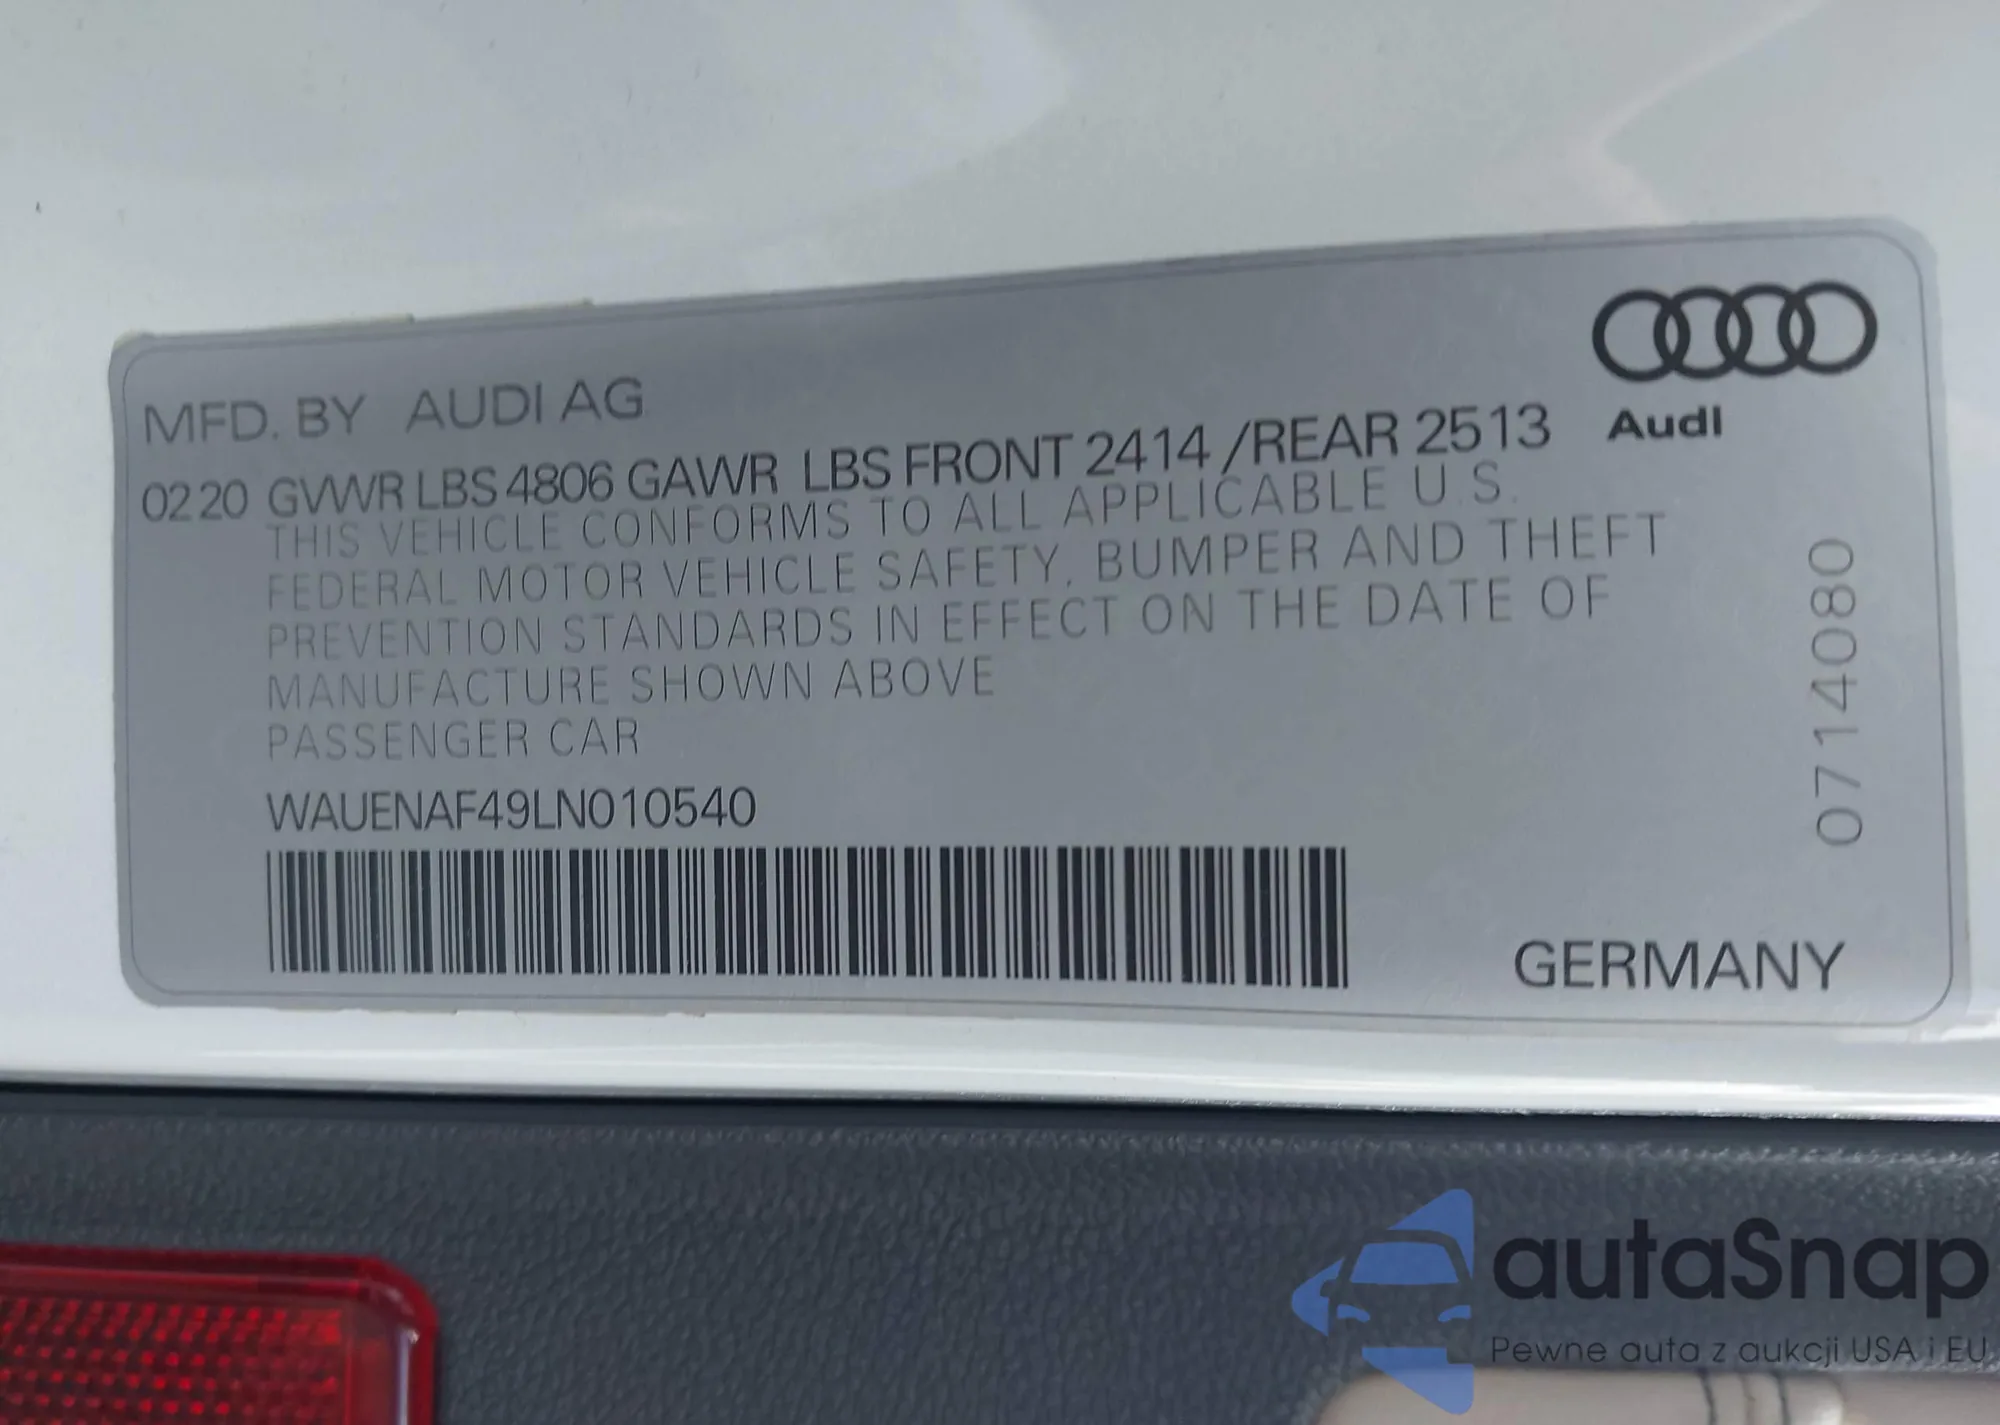 MFD. BY AUDI AG
0220 GVWR LBS 4806 GAWR LBS FRONT 2414 /REAR 2513
Audi
THIS VEHICLE CONFORMS TO ALL APPLICABLE U.S.
FEDERAL MOTOR VEHICLE SAFETY, BUMPER AND THEFT
PREVENTION STANDARDS IN EFFECT ON THE DATE OF
MANUFACTURE SHOWN ABOVE
PASSENGER CAR
WAUENAF49LN010540
0714080
GERMANY
autaSnap
Pewne auta z aukcji USA i EU